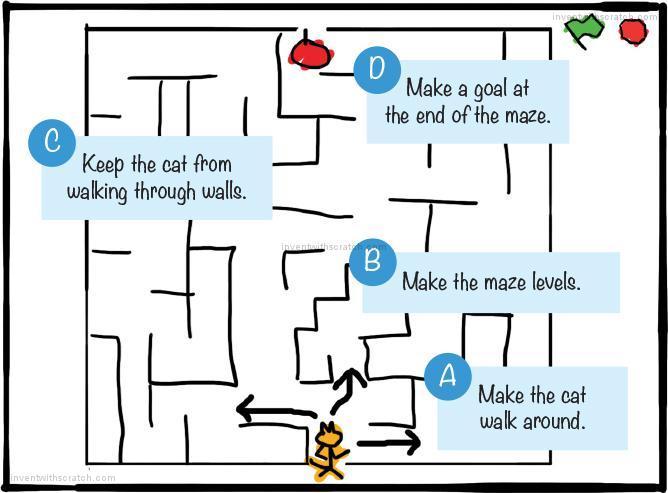 inventwithscratch.com
D
Make a goal at
the end of the maze.
C
Keep the cat from
walking through walls.
inventwithscratch.com
B
Make the maze levels.
A
Make the cat
walk around.
inventwithscratch.com